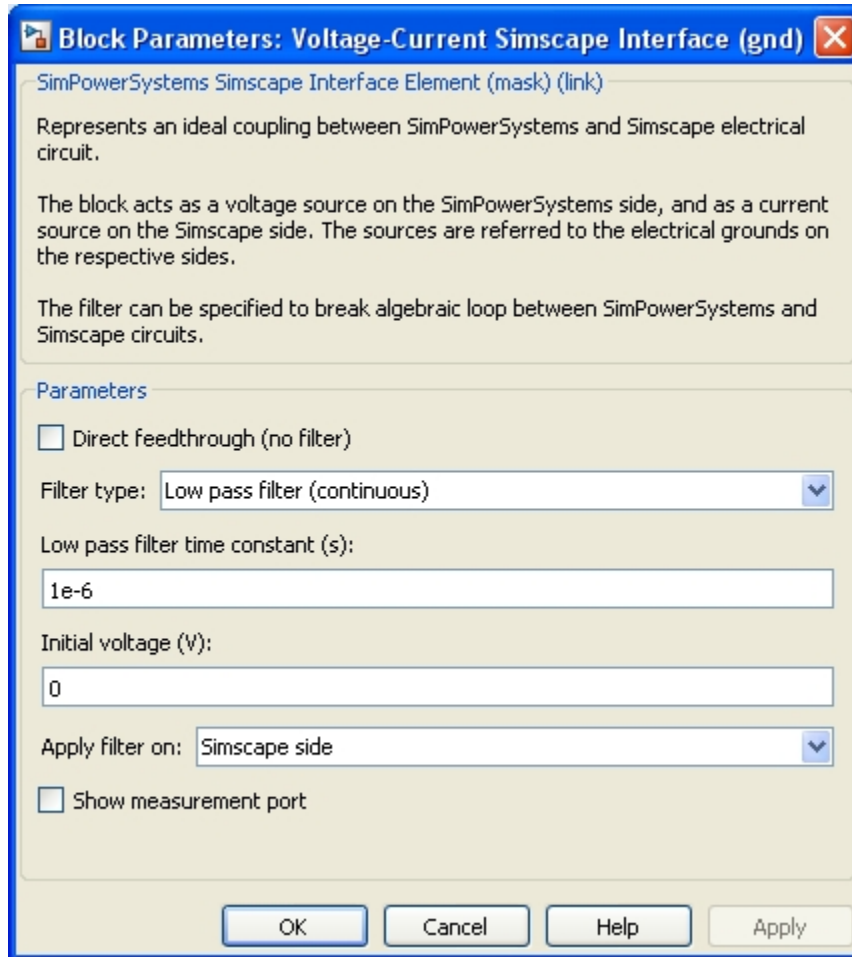 Block Parameters: Voltage-Current Simscape Interface (gnd)
SimPowerSystems Simscape Interface Element (mask) (link)
Represents an ideal coupling between SimPowerSystems and Simscape electrical
circuit.
The block acts as a voltage source on the SimPowerSystems side, and as a current
source on the Simscape side. The sources are referred to the electrical grounds on
the respective sides.
The filter can be specified to break algebraic loop between SimPowerSystems and
Simscape circuits.
Parameters
Direct feedthrough (no filter)
Filter type: Low pass filter (continuous)
Low pass filter time constant (s):
1e-6
Initial voltage (V):
0
Apply filter on: Simscape side
Show measurement port
OK Cancel Help Apply